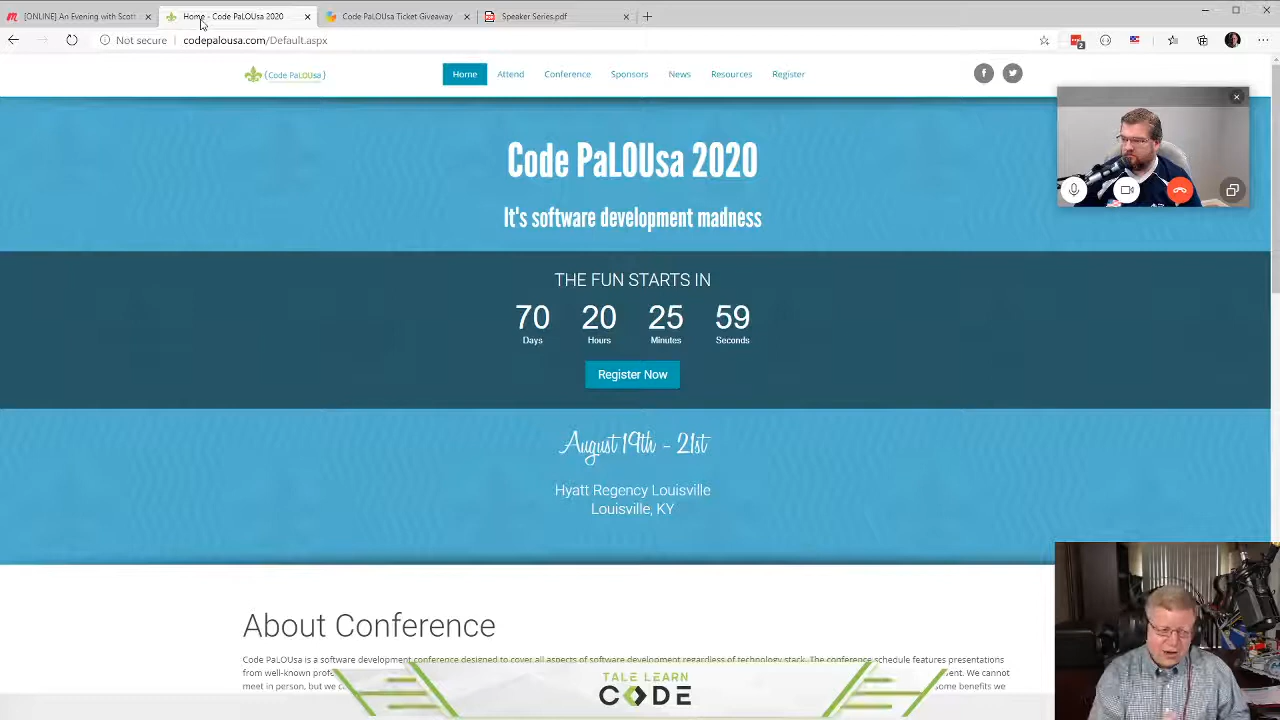 [ONLINE] An Evening with Scott
Home - Code PaLOUsa 2020
Code PaLOUsa Ticket Giveaway
Speaker Series.pdf
Not secure
codepalousa.com/Default.aspx
2
{Code PaLOUsa}
Home
Attend
Conference
Sponsors
News
Resources
Register
Code PaLOUsa 2020
It's software development madness
THE FUN STARTS IN
70 20 25 59
Days Hours Minutes Seconds
Register Now
August 19th - 21st
Hyatt Regency Louisville
Louisville, KY
About Conference
Code PaLOUsa is a software development conference designed to cover all aspects of software development regardless of technology stack. The conference schedule features presentations
from well-known ent. We cannot
meet in person, but we ome benefits we
TALE LEARN
CODE